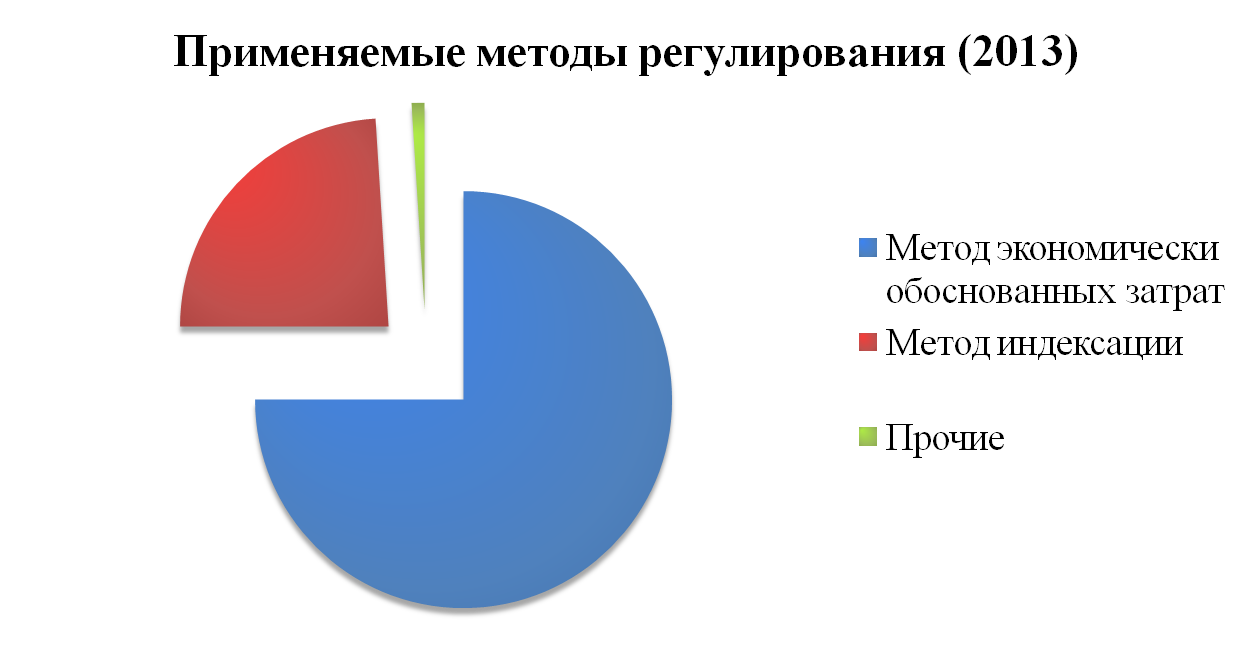 Применяемые методы регулирования (2013)
Метод экономически
обоснованных затрат
Метод индексации
Прочие